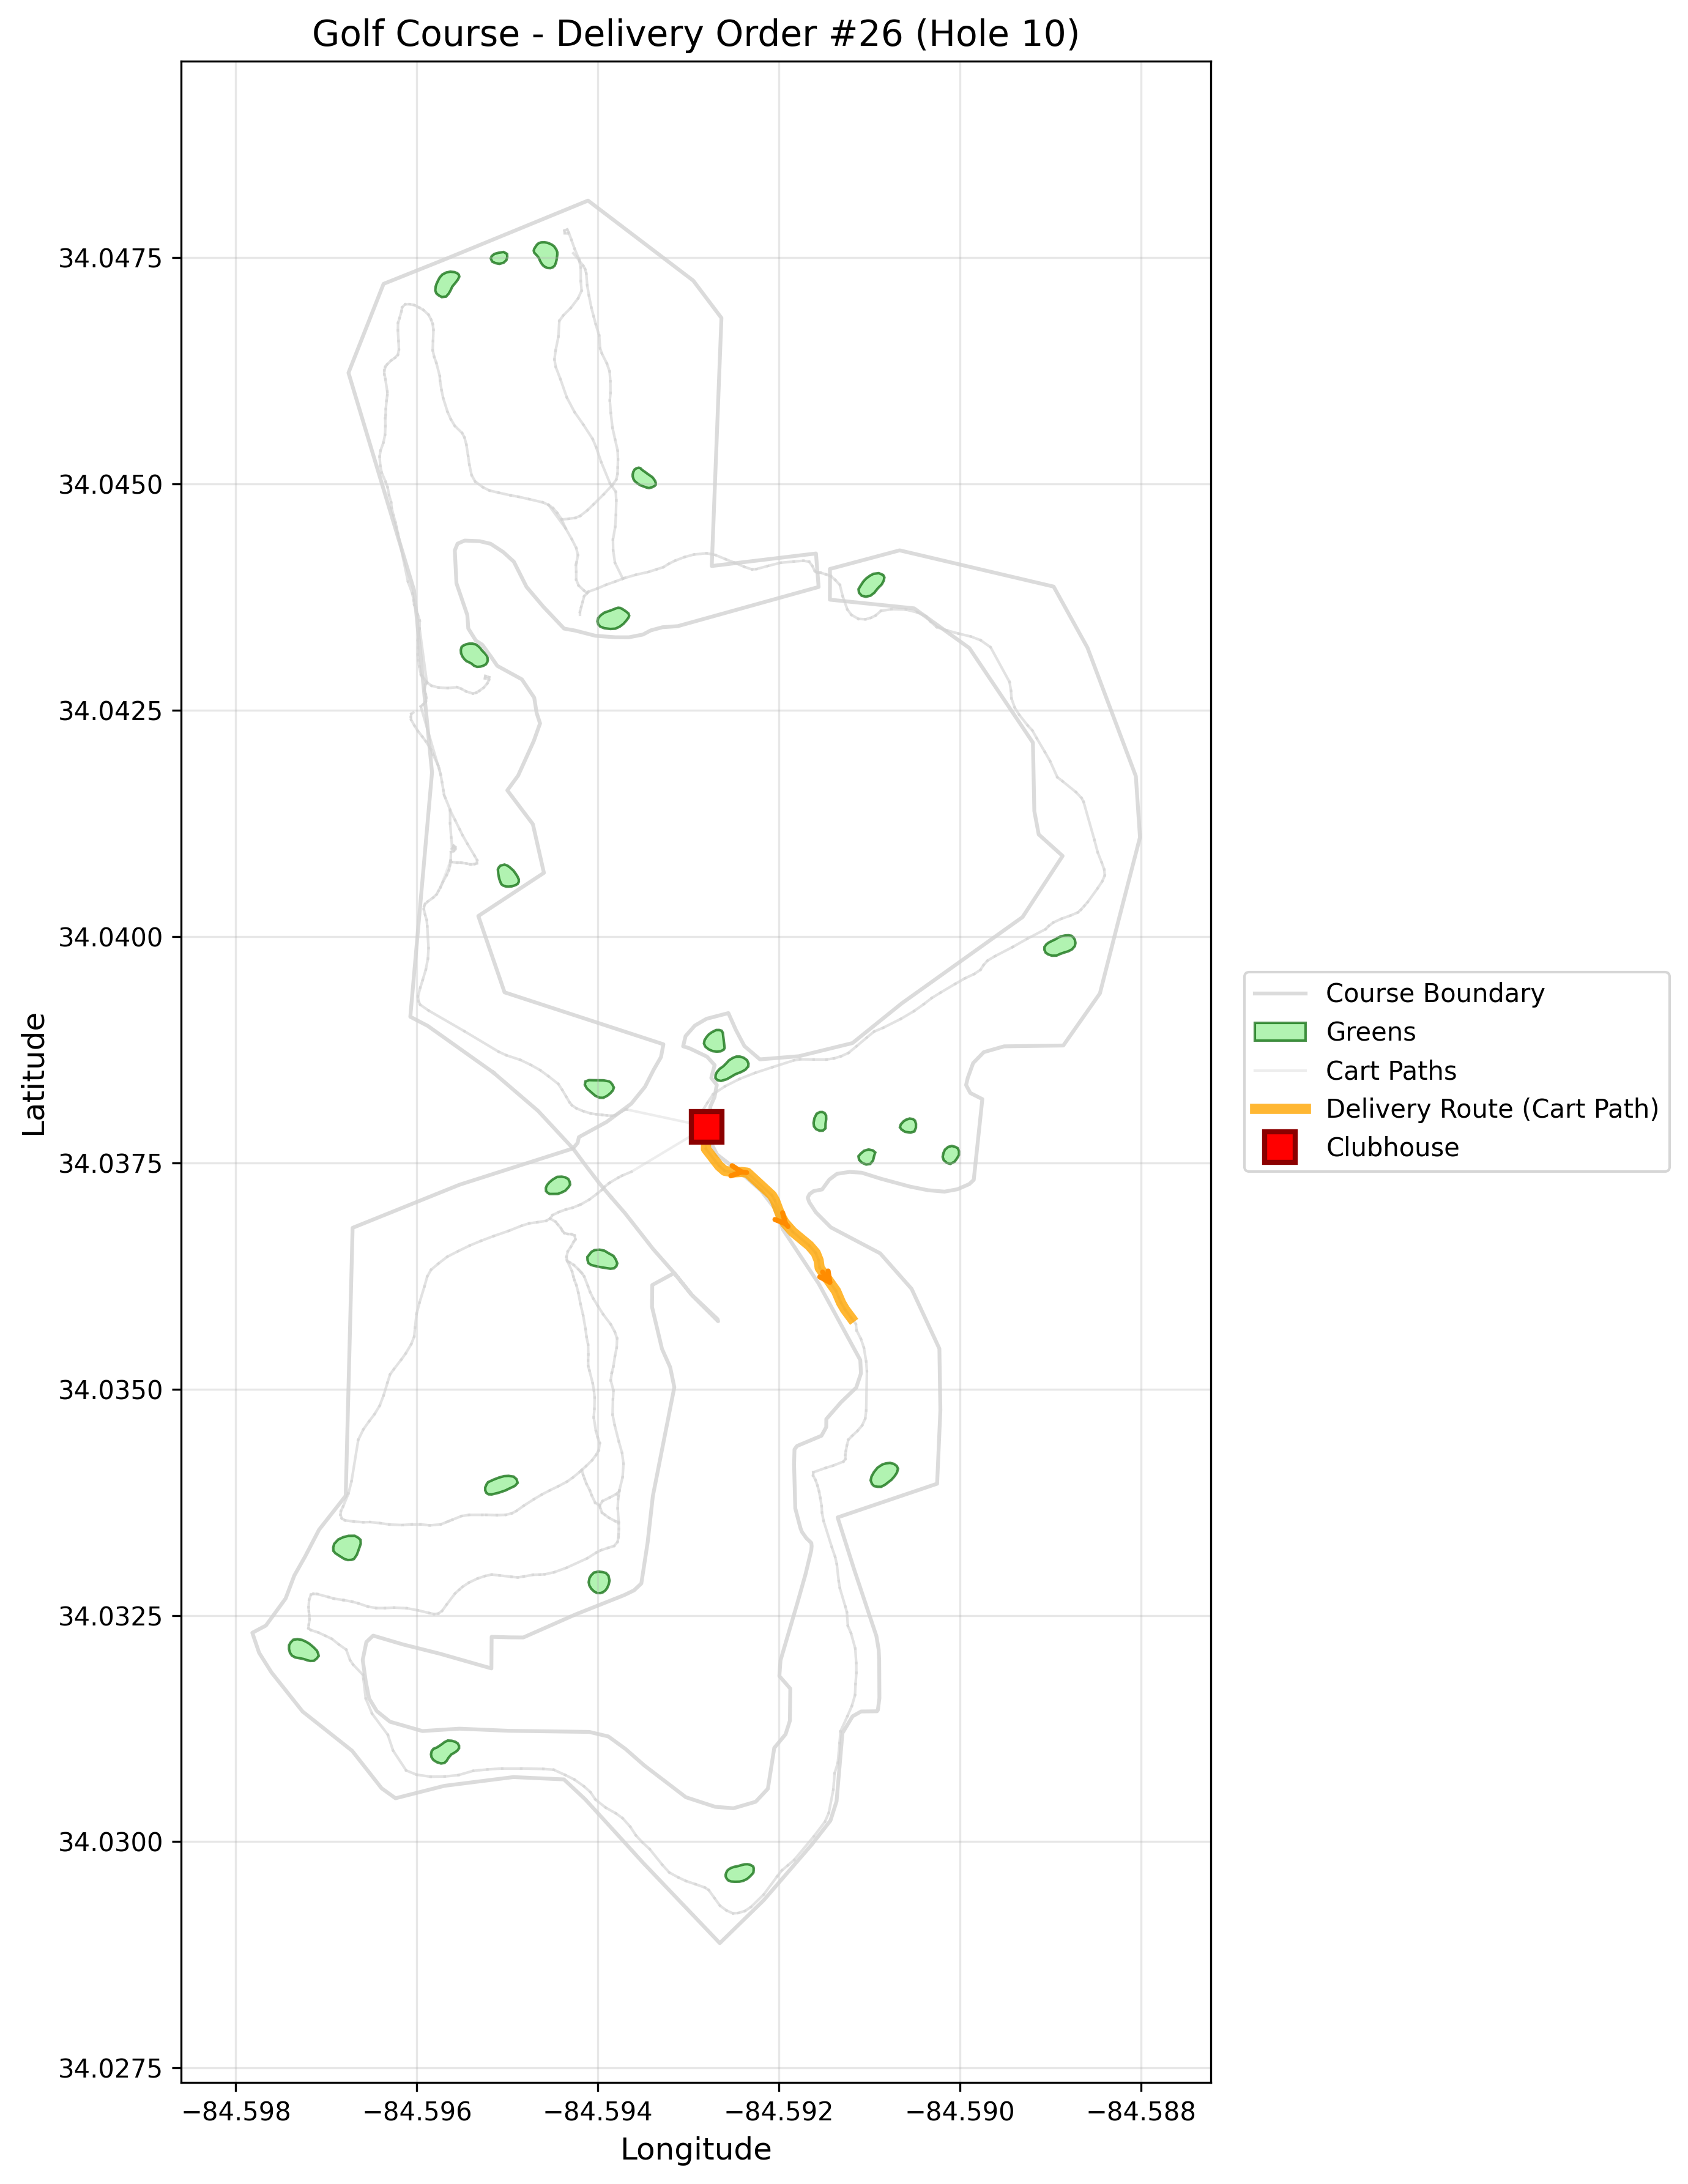 Golf Course - Delivery Order #26 (Hole 10)
Latitude
34.0475
34.0450
34.0425
34.0400
34.0375
34.0350
34.0325
34.0300
34.0275
−84.598
−84.596
−84.594
−84.592
−84.590
−84.588
Longitude
Course Boundary
Greens
Cart Paths
Delivery Route (Cart Path)
Clubhouse